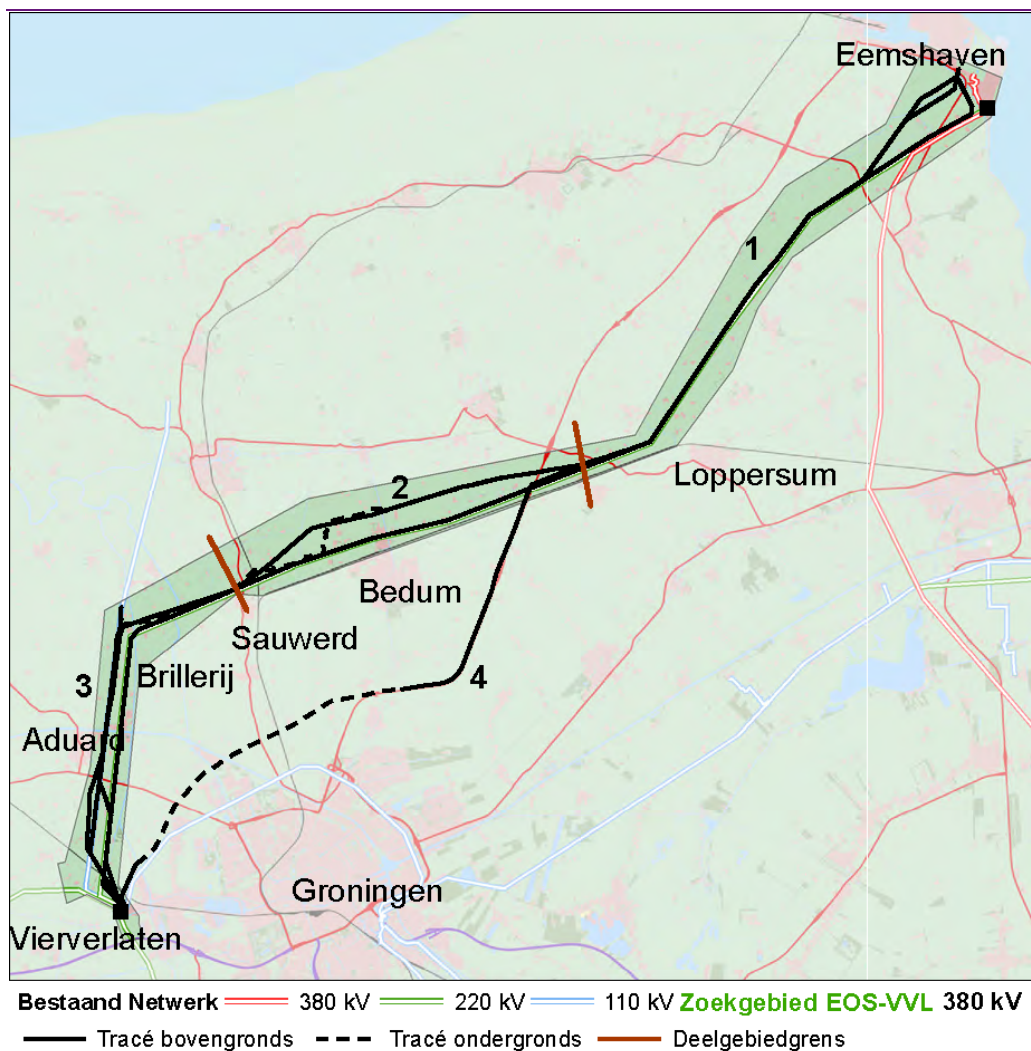 Eemshaven
1
2
Loppersum
Bedum
Sauwerd
Brillerij
3
4
Aduard
Groningen
Vierverlaten
Bestaand Netwerk 380 kV 220 kV 110 kV Zoekgebied EOS-VVL 380 kV
Tracé bovengronds Tracé ondergronds Deelgebiedgrens